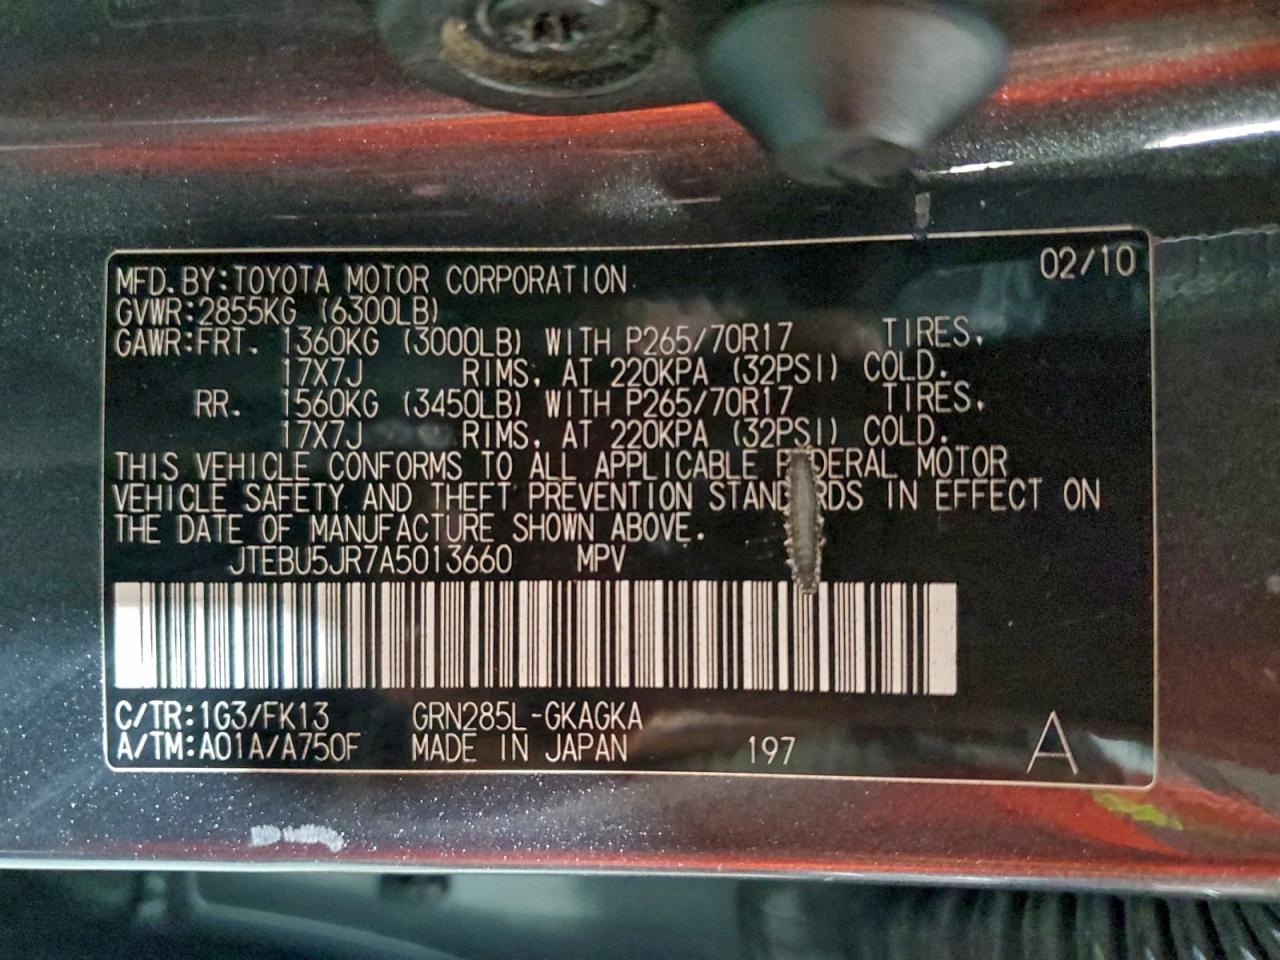 02/10
MFD. BY: TOYOTA MOTOR CORPORATION
GVWR: 2855KG (6300LB)
GAWR: FRT. 1360KG (3000LB) WITH P265/70R17 TIRES,
17X7J RIMS, AT 220KPA (32PSI) COLD.
RR. 1560KG (3450LB) WITH P265/70R17 TIRES,
17X7J RIMS, AT 220KPA (32PSI) COLD.
THIS VEHICLE CONFORMS TO ALL APPLICABLE FEDERAL MOTOR
VEHICLE SAFETY AND THEFT PREVENTION STANDARDS IN EFFECT ON
THE DATE OF MANUFACTURE SHOWN ABOVE.
JTEBU5JR7A5013660 MPV
C/TR: 1G3/FK13 GRN285L-GKAGKA
A/TM: A01A/A750F MADE IN JAPAN 197 A